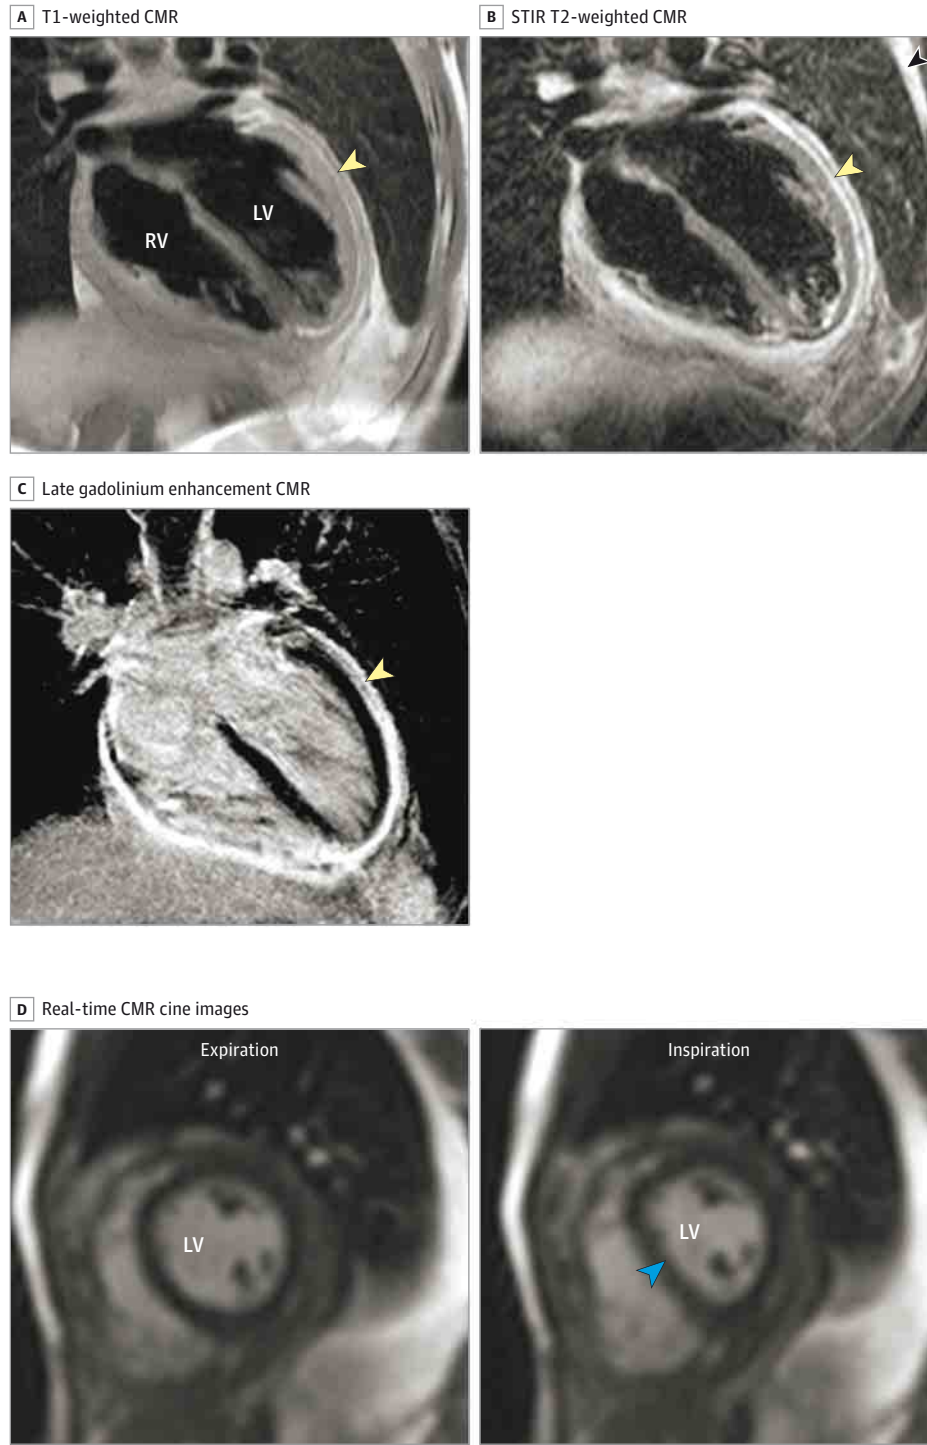 A T1-weighted CMR
B STIR T2-weighted CMR
LV
RV
C Late gadolinium enhancement CMR
D Real-time CMR cine images
Expiration
Inspiration
LV
LV